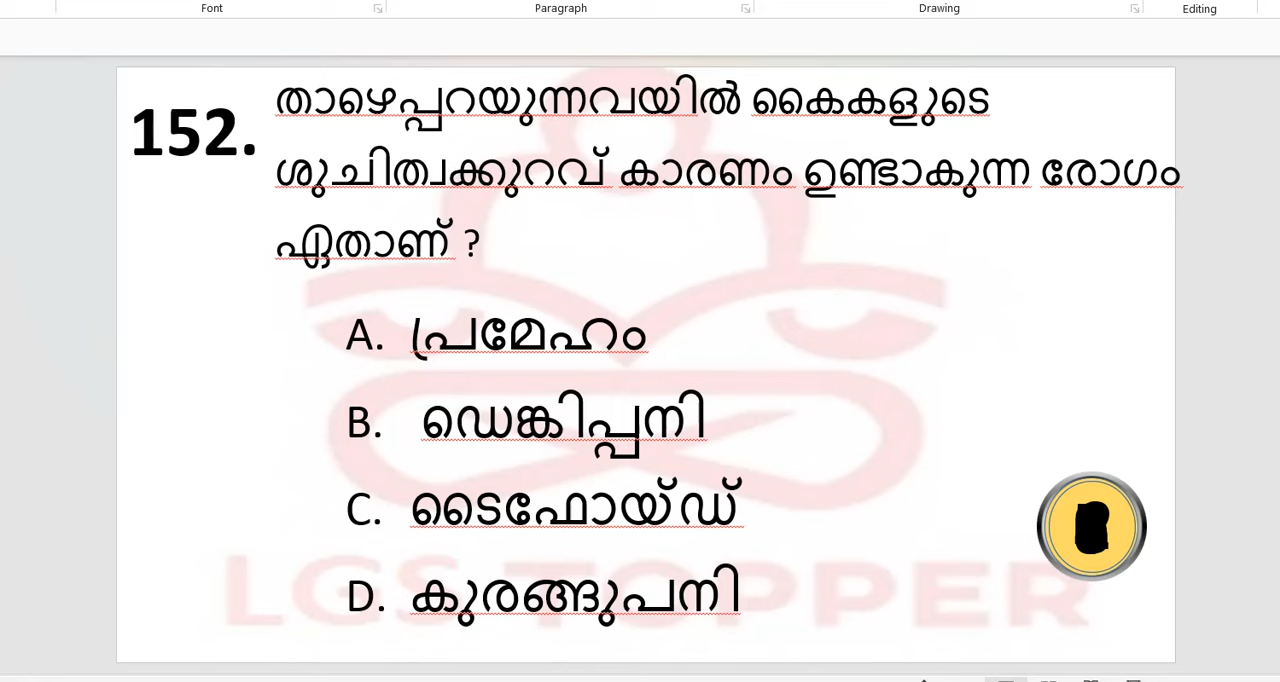 Font Paragraph Drawing Editing
152. താഴെപ്പറയുന്നവയിൽ കൈകളുടെ
ശുചിത്വക്കുറവ് കാരണം ഉണ്ടാകുന്ന രോഗം
ഏതാണ് ?
A. പ്രമേഹം
B. ഡെങ്കിപ്പനി
C. ടൈഫോയ്ഡ്
D. കുരങ്ങുപനി
LGS TOPPER